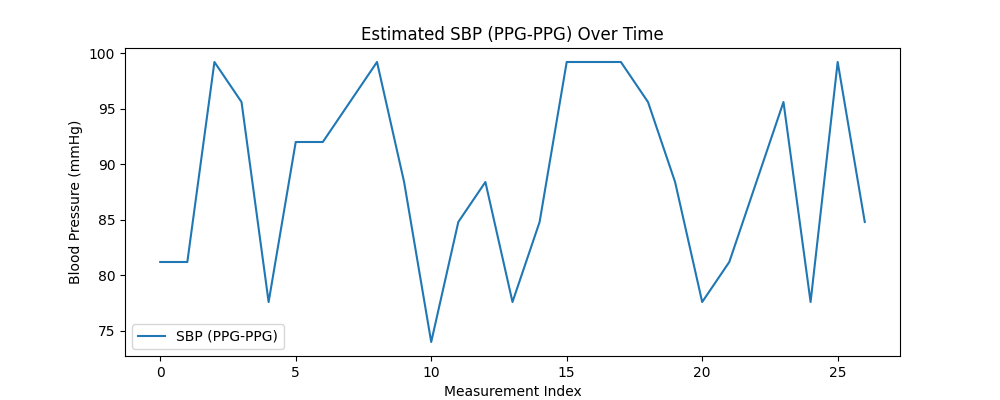 Estimated SBP (PPG-PPG) Over Time
Blood Pressure (mmHg)
100
95
90
85
80
75
SBP (PPG-PPG)
0 5 10 15 20 25
Measurement Index